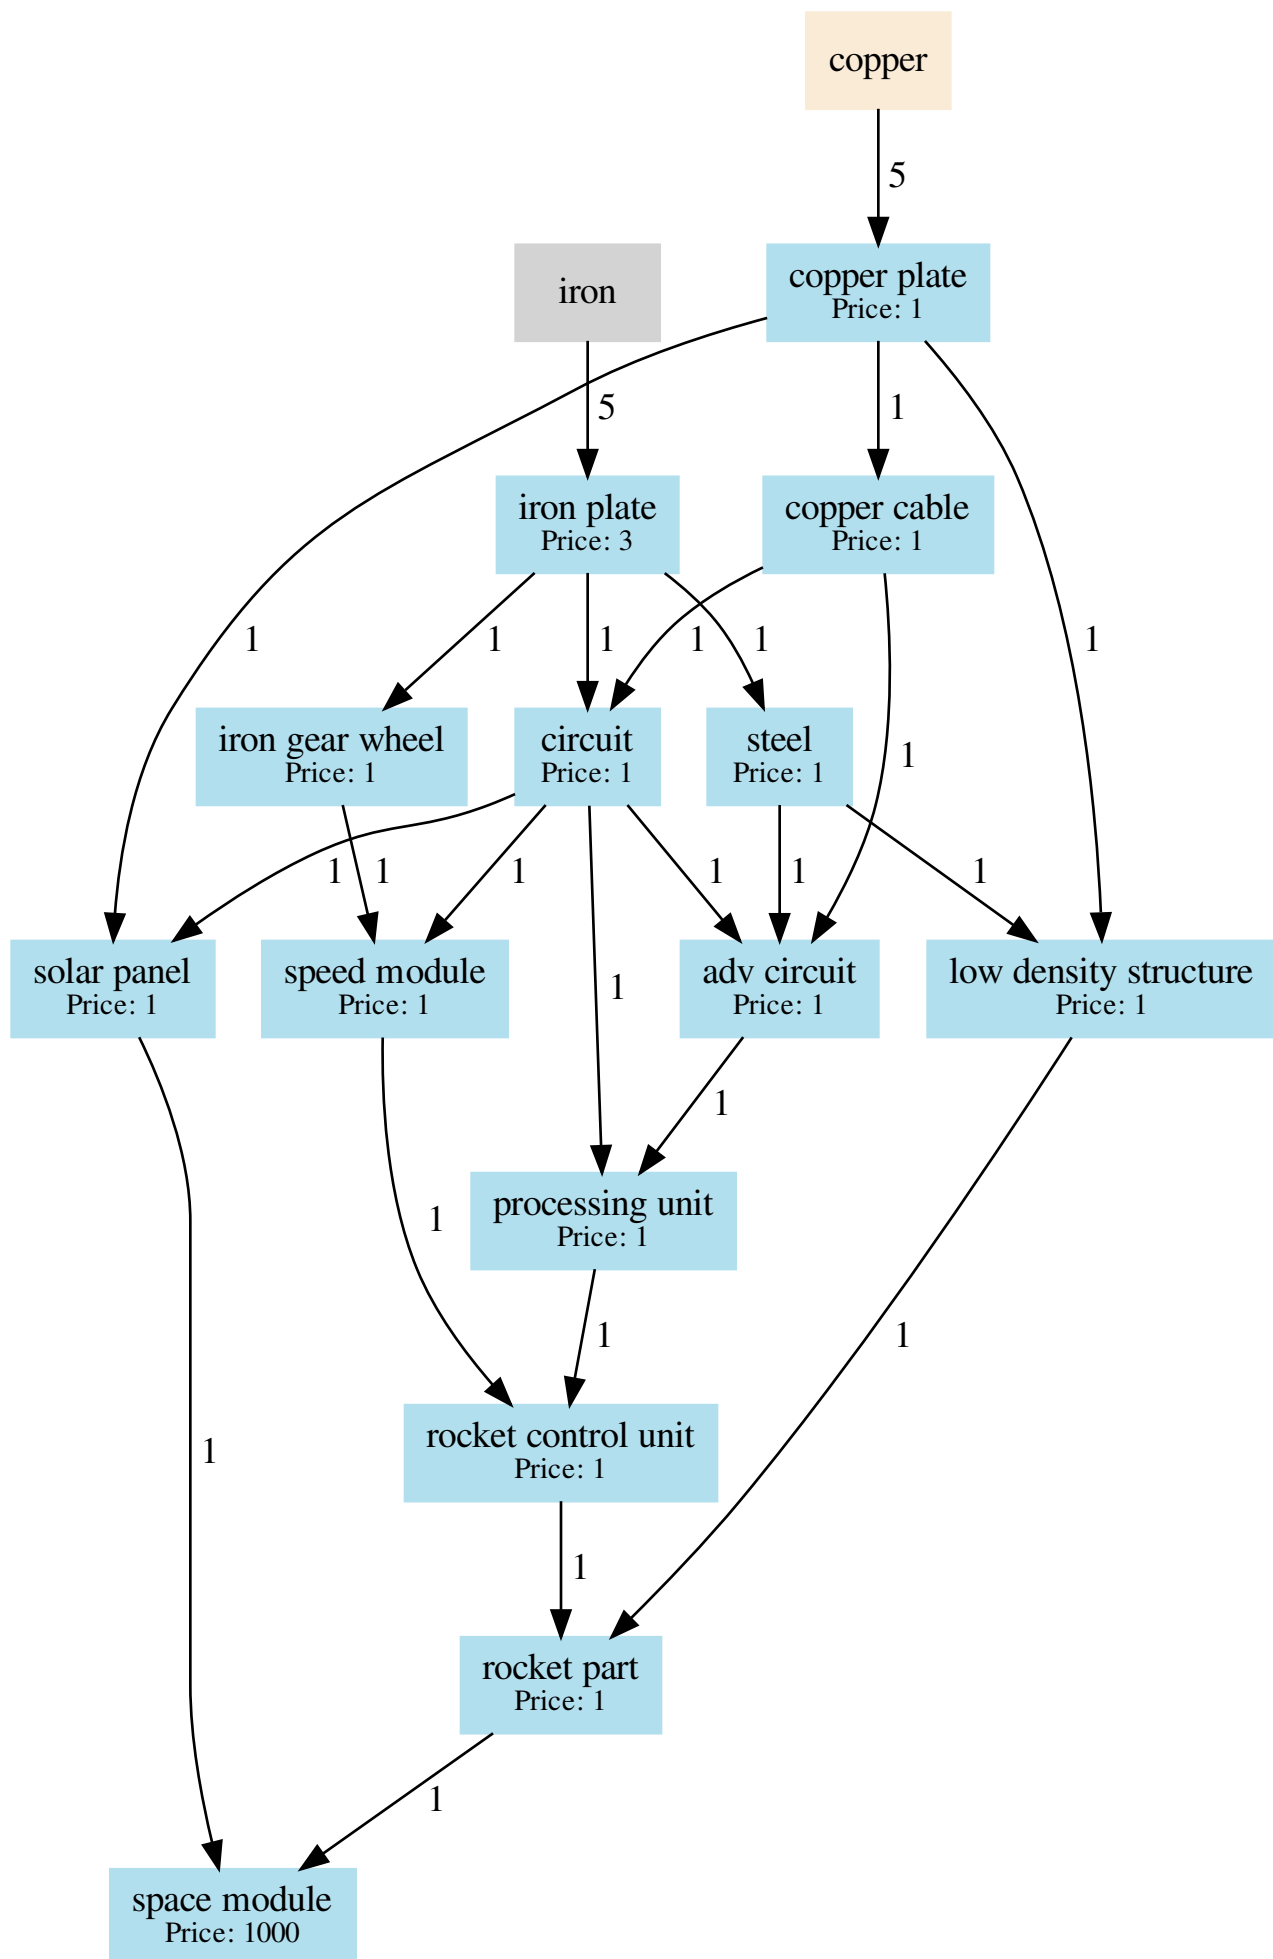 copper
5
iron
copper plate
Price: 1
5
1
iron plate
Price: 3
copper cable
Price: 1
1
1
1
1
1
1
iron gear wheel
Price: 1
circuit
Price: 1
steel
Price: 1
1
1
1
1
1
1
1
solar panel
Price: 1
speed module
Price: 1
adv circuit
Price: 1
low density structure
Price: 1
1
1
processing unit
Price: 1
1
1
1
rocket control unit
Price: 1
1
1
rocket part
Price: 1
1
space module
Price: 1000